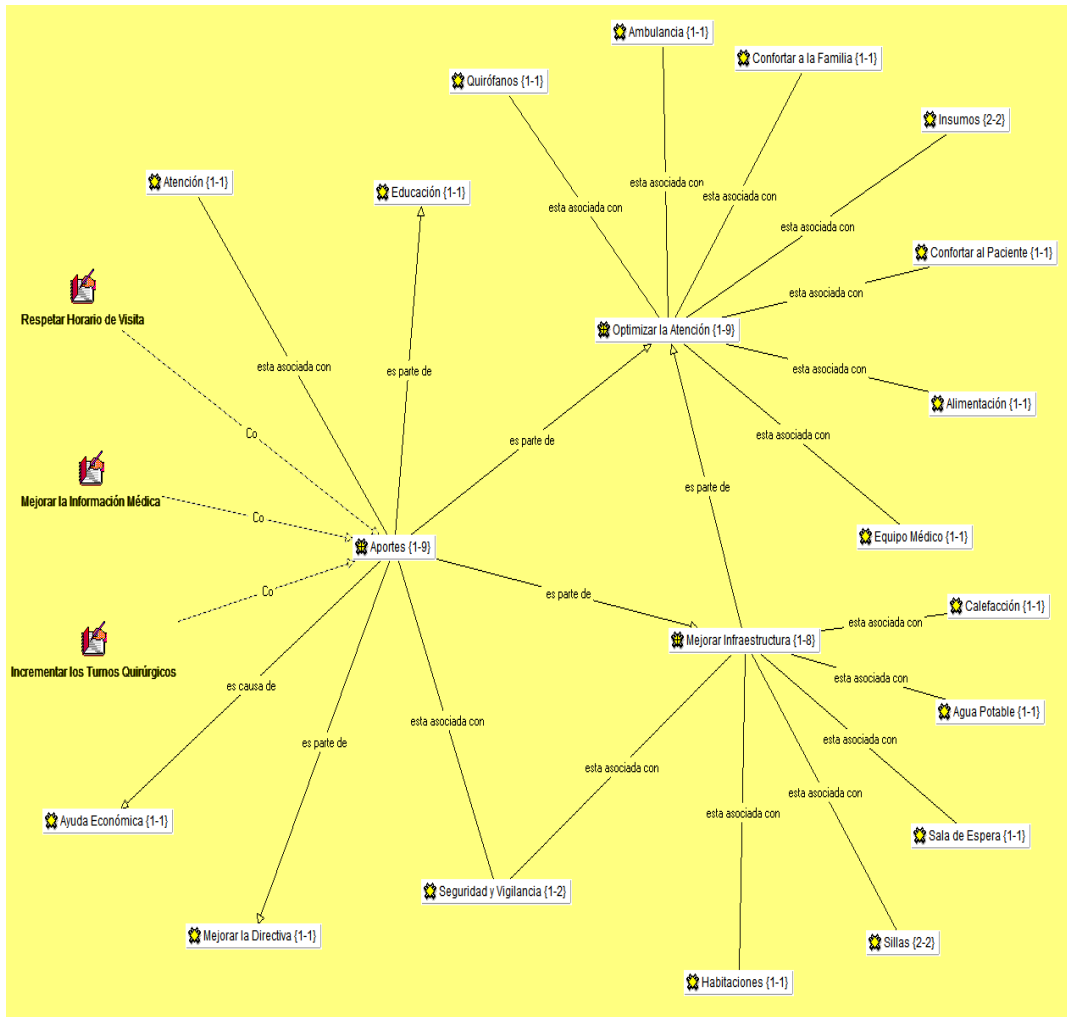 Ambulancia {1-1}
Confortar a la Familia {1-1}
Quirófanos {1-1}
Insumos {2-2}
Atención {1-1}
Educación {1-1}
esta asociada con
esta asociada con
esta asociada con
esta asociada con
Confortar al Paciente {1-1}
esta asociada con
Respetar Horario de Visita
Optimizar la Atención {1-9}
esta asociada con
es parte de
esta asociada con
Alimentación {1-1}
Co
es parte de
esta asociada con
Mejorar la Información Médica
es parte de
Co
Equipo Médico {1-1}
Aportes {1-9}
Co
es parte de
Calefacción {1-1}
esta asociada con
Mejorar Infraestructura {1-8}
Incrementar los Turnos Quirúrgicos
esta asociada con
es causa de
Agua Potable {1-1}
esta asociada con
es parte de
esta asociada con
esta asociada con
esta asociada con
esta asociada con
Ayuda Económica {1-1}
Sala de Espera {1-1}
Seguridad y Vigilancia {1-2}
Mejorar la Directiva {1-1}
Sillas {2-2}
Habitaciones {1-1}